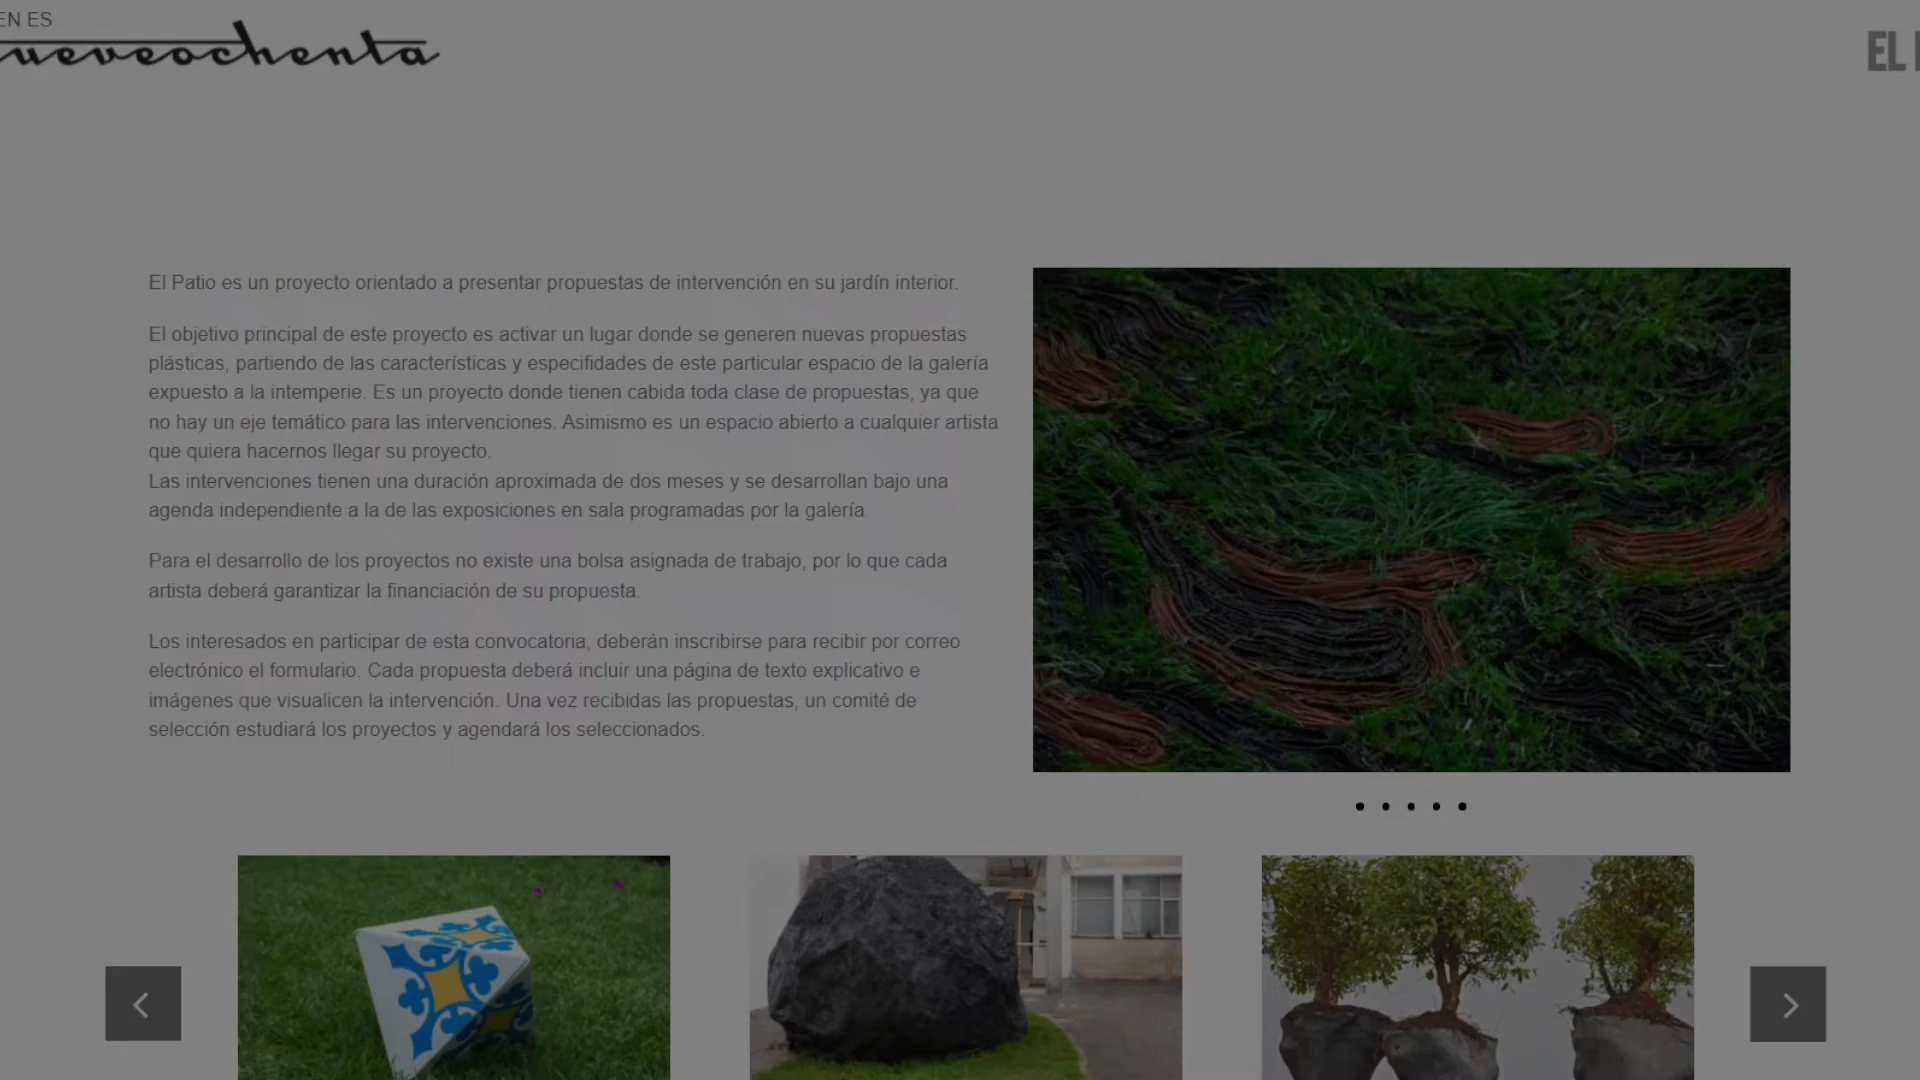 EN ES
nueveochenta
EL
El Patio es un proyecto orientado a presentar propuestas de intervención en su jardín interior.
El objetivo principal de este proyecto es activar un lugar donde se generen nuevas propuestas
plásticas, partiendo de las características y especifidades de este particular espacio de la galería
expuesto a la intemperie. Es un proyecto donde tienen cabida toda clase de propuestas, ya que
no hay un eje temático para las intervenciones. Asimismo es un espacio abierto a cualquier artista
que quiera hacernos llegar su proyecto.
Las intervenciones tienen una duración aproximada de dos meses y se desarrollan bajo una
agenda independiente a la de las exposiciones en sala programadas por la galería.
Para el desarrollo de los proyectos no existe una bolsa asignada de trabajo, por lo que cada
artista deberá garantizar la financiación de su propuesta.
Los interesados en participar de esta convocatoria, deberán inscribirse para recibir por correo
electrónico el formulario. Cada propuesta deberá incluir una página de texto explicativo e
imágenes que visualicen la intervención. Una vez recibidas las propuestas, un comité de
selección estudiará los proyectos y agendará los seleccionados.